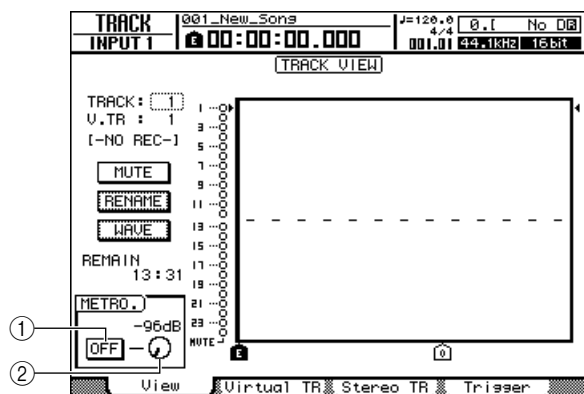 TRACK
INPUT 1
001_New_Song
00:00:00.000
♩=120.0
4/4
001.01
0.[ No DR
44.1kHz 16bit
TRACK VIEW
TRACK: 1
V.TR : 1
[-NO REC-]
MUTE
RENAME
WAVE
REMAIN
13:31
METRO.
-96dB
OFF
1
2
1
3
5
7
9
11
13
15
17
19
21
23
MUTE
E
0
View
Virtual TR
Stereo TR
Trigger